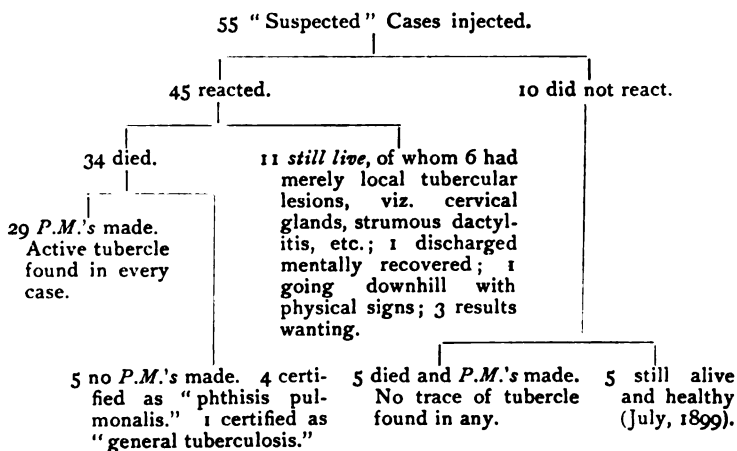 55 “Suspected” Cases injected.
45 reacted.
10 did not react.
34 died.
11 still live, of whom 6 had
merely local tubercular
lesions, viz. cervical
glands, strumous dactyl-
itis, etc.; 1 discharged
mentally recovered; 1
going downhill with
physical signs; 3 results
wanting.
29 P.M.'s made.
Active tubercle
found in every
case.
5 no P.M.'s made. 4 certi-
fied as “phthisis pul-
monalis.” 1 certified as
“general tuberculosis.”
5 died and P.M.'s made.
No trace of tubercle
found in any.
5 still alive
and healthy
(July, 1899).